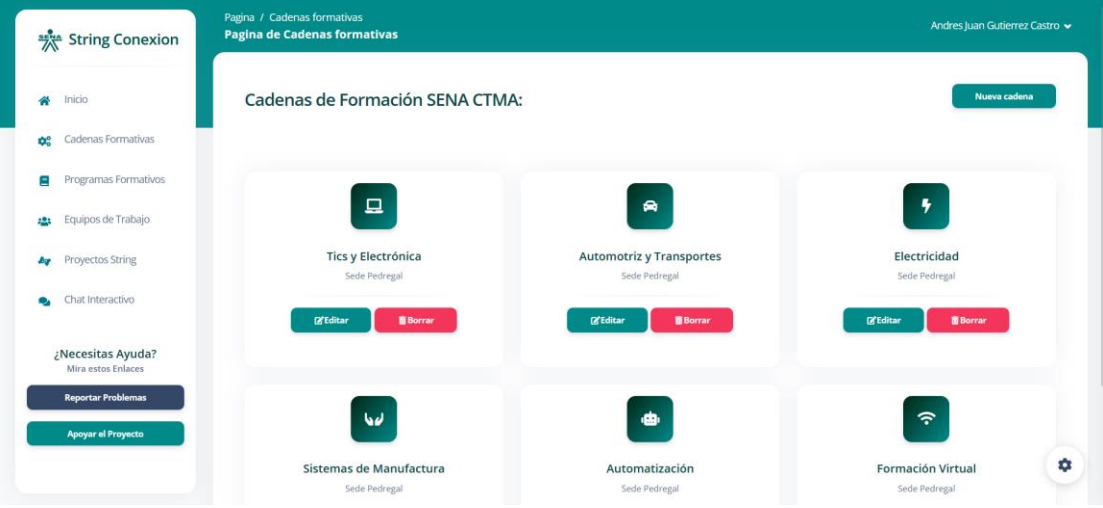 SENA
String Conexion
Inicio
Cadenas Formativas
Programas Formativos
Equipos de Trabajo
Proyectos String
Chat Interactivo
¿Necesitas Ayuda?
Mira estos Enlaces
Reportar Problemas
Apoyar el Proyecto
Pagina / Cadenas formativas
Pagina de Cadenas formativas
Andres Juan Gutierrez Castro
Cadenas de Formación SENA CTMA:
Nueva cadena
Tics y Electrónica
Sede Pedregal
Editar Borrar
Automotriz y Transportes
Sede Pedregal
Editar Borrar
Electricidad
Sede Pedregal
Editar Borrar
Sistemas de Manufactura
Sede Pedregal
Automatización
Sede Pedregal
Formación Virtual
Sede Pedregal